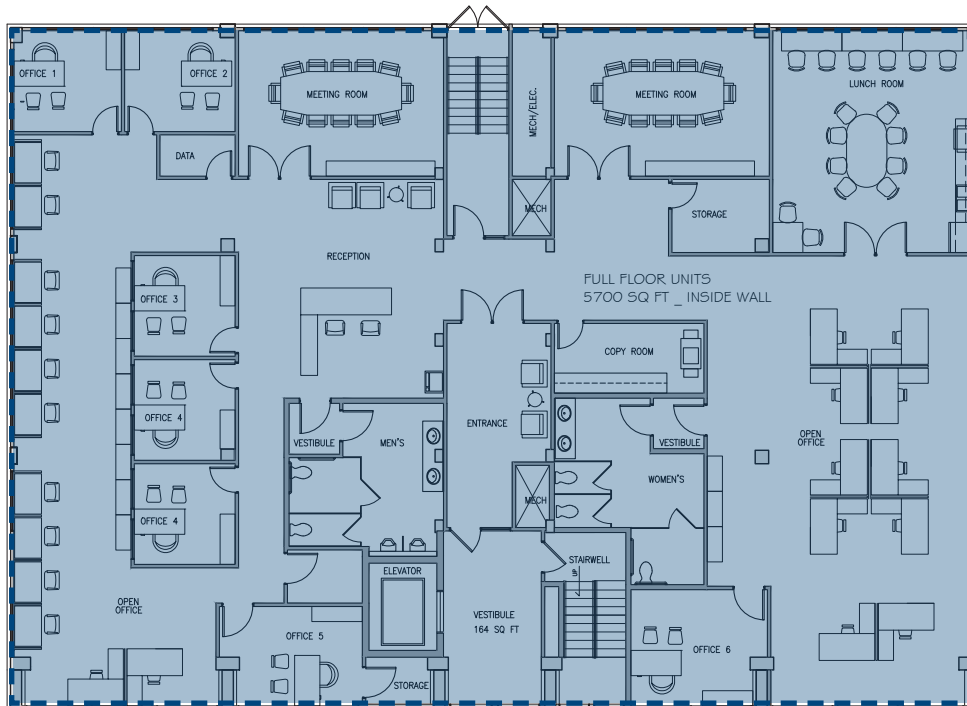 OFFICE 1
OFFICE 2
MEETING ROOM
MECH/ELEC.
MEETING ROOM
LUNCH ROOM
DATA
MECH
STORAGE
RECEPTION
FULL FLOOR UNITS
5700 SQ FT _ INSIDE WALL
OFFICE 3
COPY ROOM
OFFICE 4
VESTIBULE
MEN'S
ENTRANCE
VESTIBULE
OPEN
OFFICE
WOMEN'S
MECH
OFFICE 4
ELEVATOR
STAIRWELL
UP
OPEN
OFFICE
VESTIBULE
164 SQ FT
OFFICE 5
OFFICE 6
STORAGE